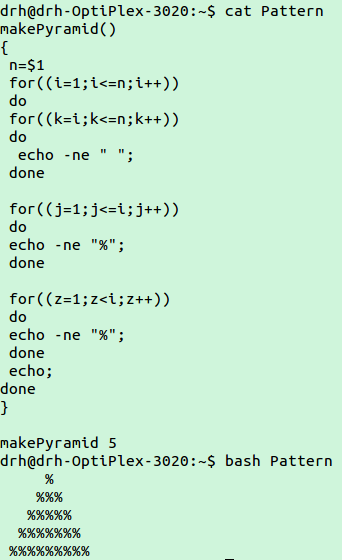 drh@drh-OptiPlex-3020:~$ cat Pattern
makePyramid()
{
 n=$1
 for((i=1;i<=n;i++))
 do
 for((k=i;k<=n;k++))
 do
  echo -ne " ";
 done

 for((j=1;j<=i;j++))
 do
 echo -ne "%";
 done

 for((z=1;z<i;z++))
 do
 echo -ne "%";
 done
 echo;
done
}

makePyramid 5
drh@drh-OptiPlex-3020:~$ bash Pattern
     %
    %%%
   %%%%%
  %%%%%%%
 %%%%%%%%%